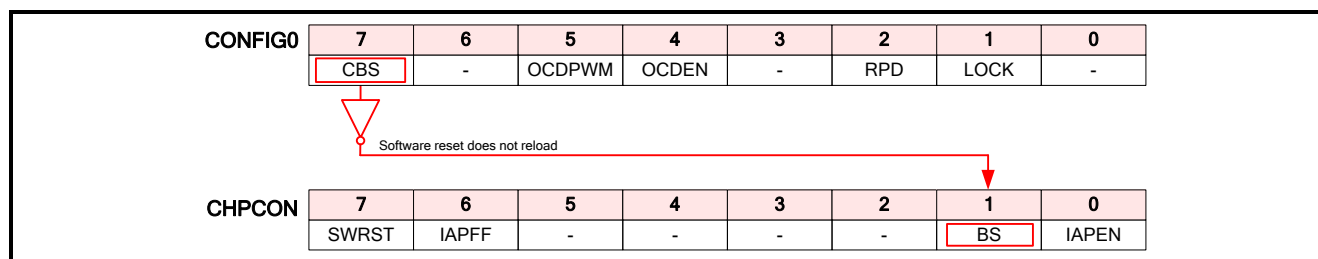 CONFIG0 7 6 5 4 3 2 1 0
CBS - OCDPWM OCDEN - RPD LOCK -
Software reset does not reload
CHPCON 7 6 5 4 3 2 1 0
SWRST IAPFF - - - - BS IAPEN